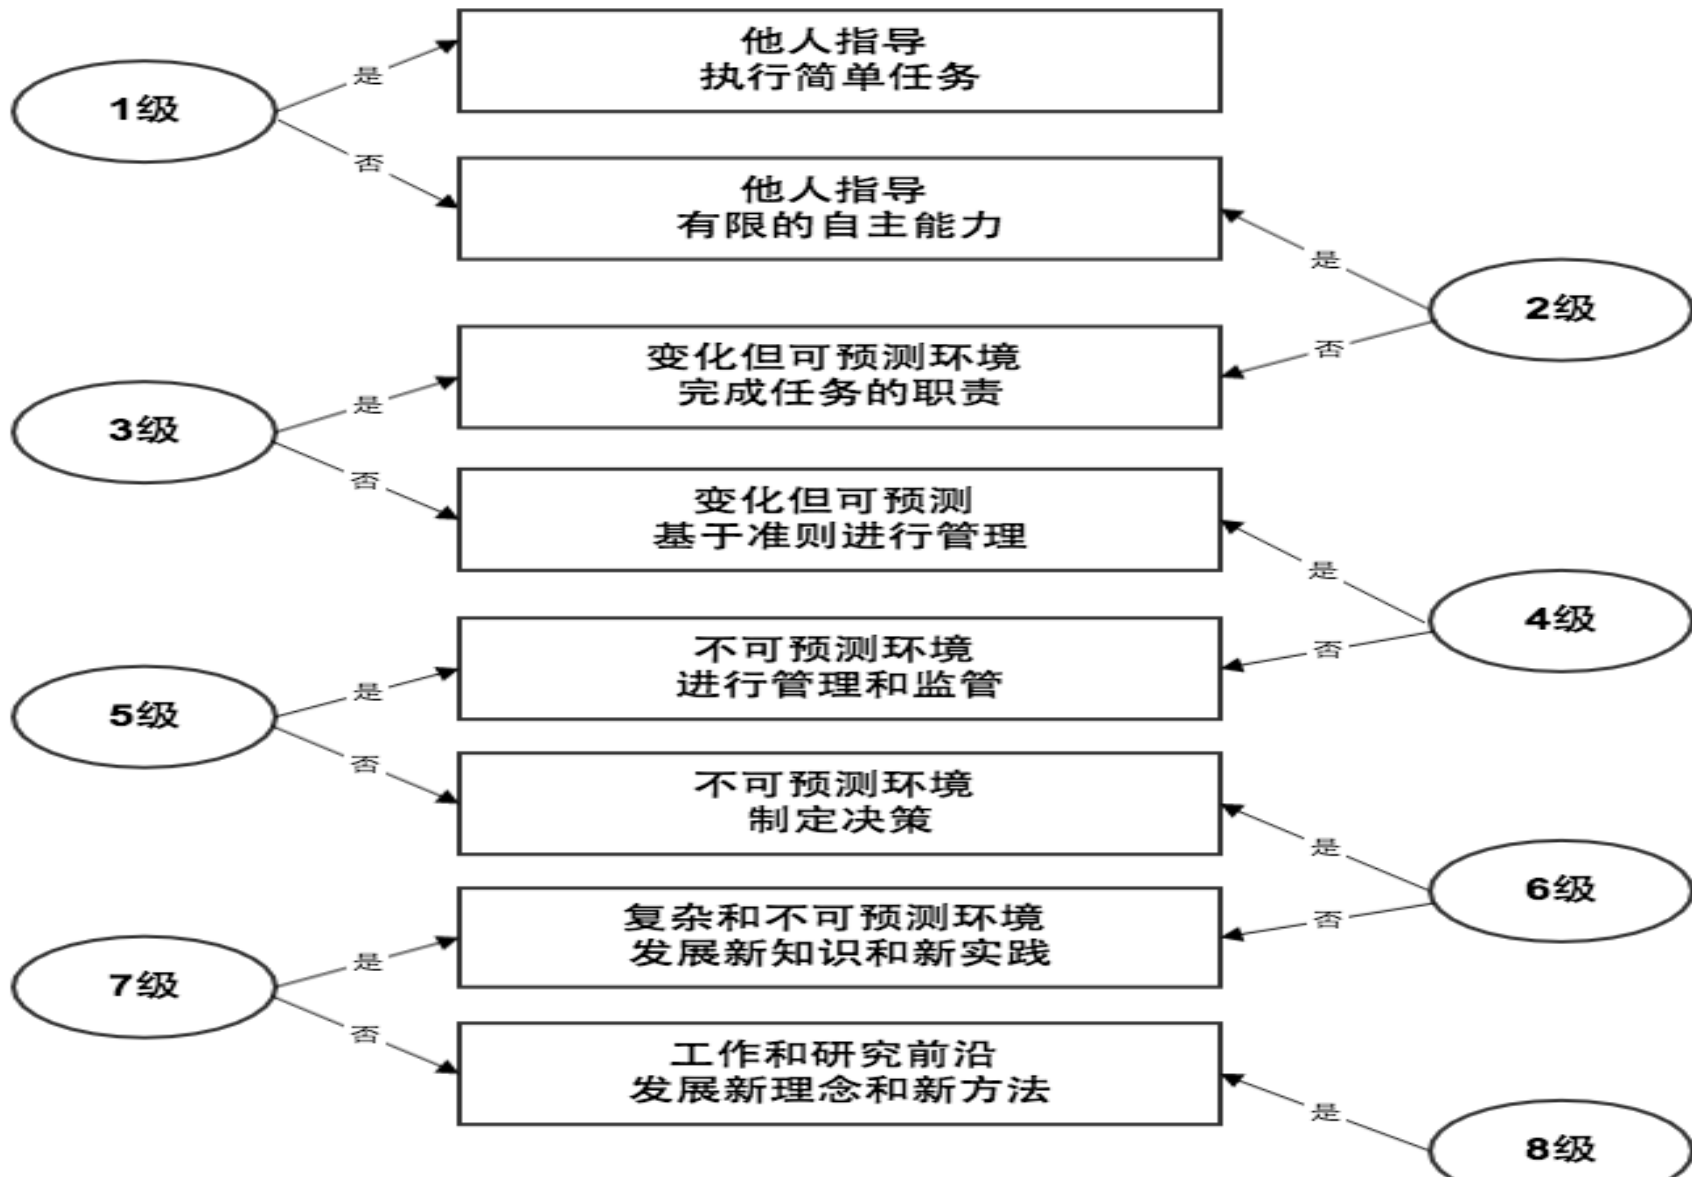 他人指导
执行简单任务
是
1级
否
他人指导
有限的自主能力
是
2级
否
变化但可预测环境
完成任务的职责
是
3级
否
变化但可预测
基于准则进行管理
是
4级
否
不可预测环境
进行管理和监管
是
5级
否
不可预测环境
制定决策
是
6级
否
复杂和不可预测环境
发展新知识和新实践
是
7级
否
工作和研究前沿
发展新理念和新方法
是
8级